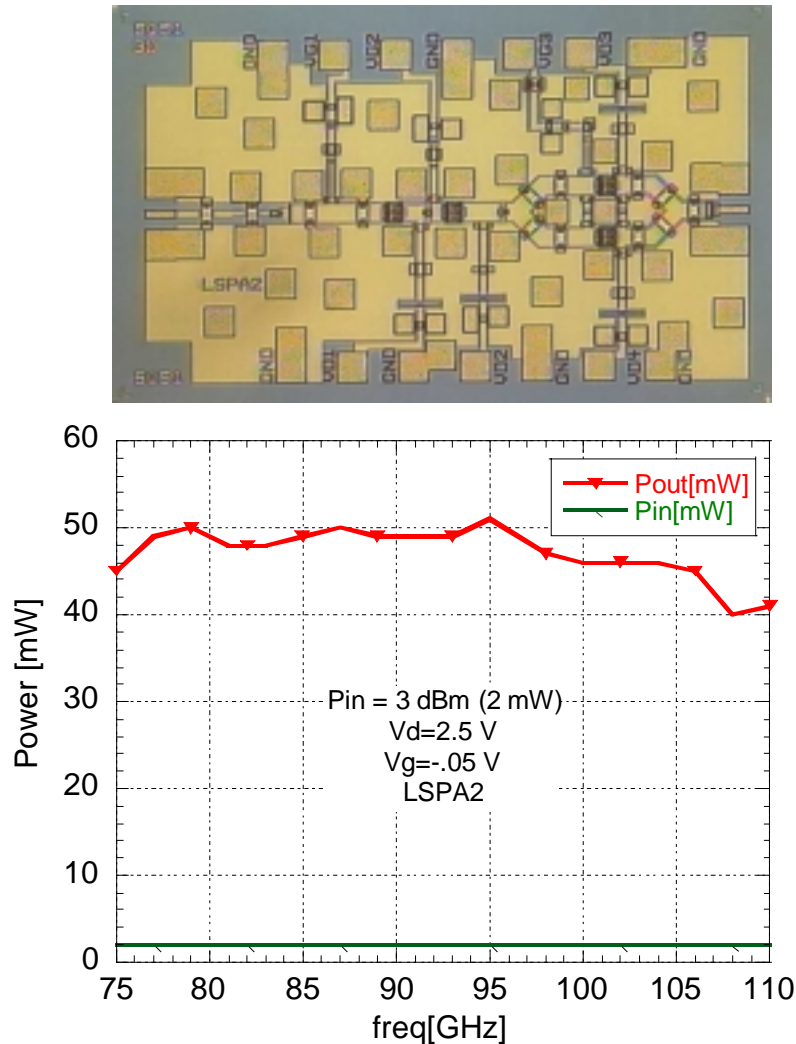 GND VG1 VG2 GND VG3 VD3 GND
LSPA2
GND VD1 GND VD2 GND VD4 GND
60
50
40
30
20
10
0
Power [mW]
Pout[mW]
Pin[mW]
Pin = 3 dBm (2 mW)
Vd=2.5 V
Vg=-.05 V
LSPA2
75 80 85 90 95 100 105 110
freq[GHz]